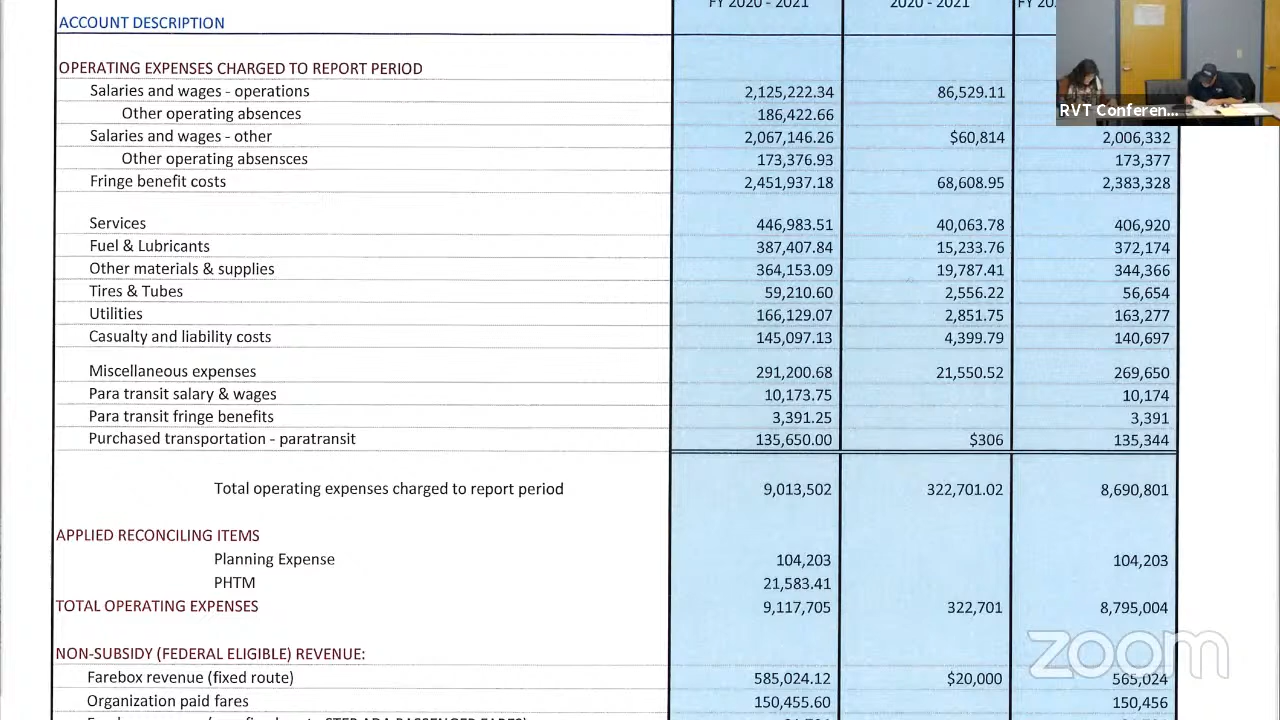 FY 2020 - 2021 2020 - 2021 FY 20
ACCOUNT DESCRIPTION
OPERATING EXPENSES CHARGED TO REPORT PERIOD
Salaries and wages - operations 2,125,222.34 86,529.11
Other operating absences 186,422.66
RVT Conferen...
Salaries and wages - other 2,067,146.26 $60,814 2,006,332
Other operating absensces 173,376.93 173,377
Fringe benefit costs 2,451,937.18 68,608.95 2,383,328
Services 446,983.51 40,063.78 406,920
Fuel & Lubricants 387,407.84 15,233.76 372,174
Other materials & supplies 364,153.09 19,787.41 344,366
Tires & Tubes 59,210.60 2,556.22 56,654
Utilities 166,129.07 2,851.75 163,277
Casualty and liability costs 145,097.13 4,399.79 140,697
Miscellaneous expenses 291,200.68 21,550.52 269,650
Para transit salary & wages 10,173.75 10,174
Para transit fringe benefits 3,391.25 3,391
Purchased transportation - paratransit 135,650.00 $306 135,344
Total operating expenses charged to report period 9,013,502 322,701.02 8,690,801
APPLIED RECONCILING ITEMS
Planning Expense 104,203 104,203
PHTM 21,583.41
TOTAL OPERATING EXPENSES 9,117,705 322,701 8,795,004
zoom
NON-SUBSIDY (FEDERAL ELIGIBLE) REVENUE:
Farebox revenue (fixed route) 585,024.12 $20,000 565,024
Organization paid fares 150,455.60 150,456